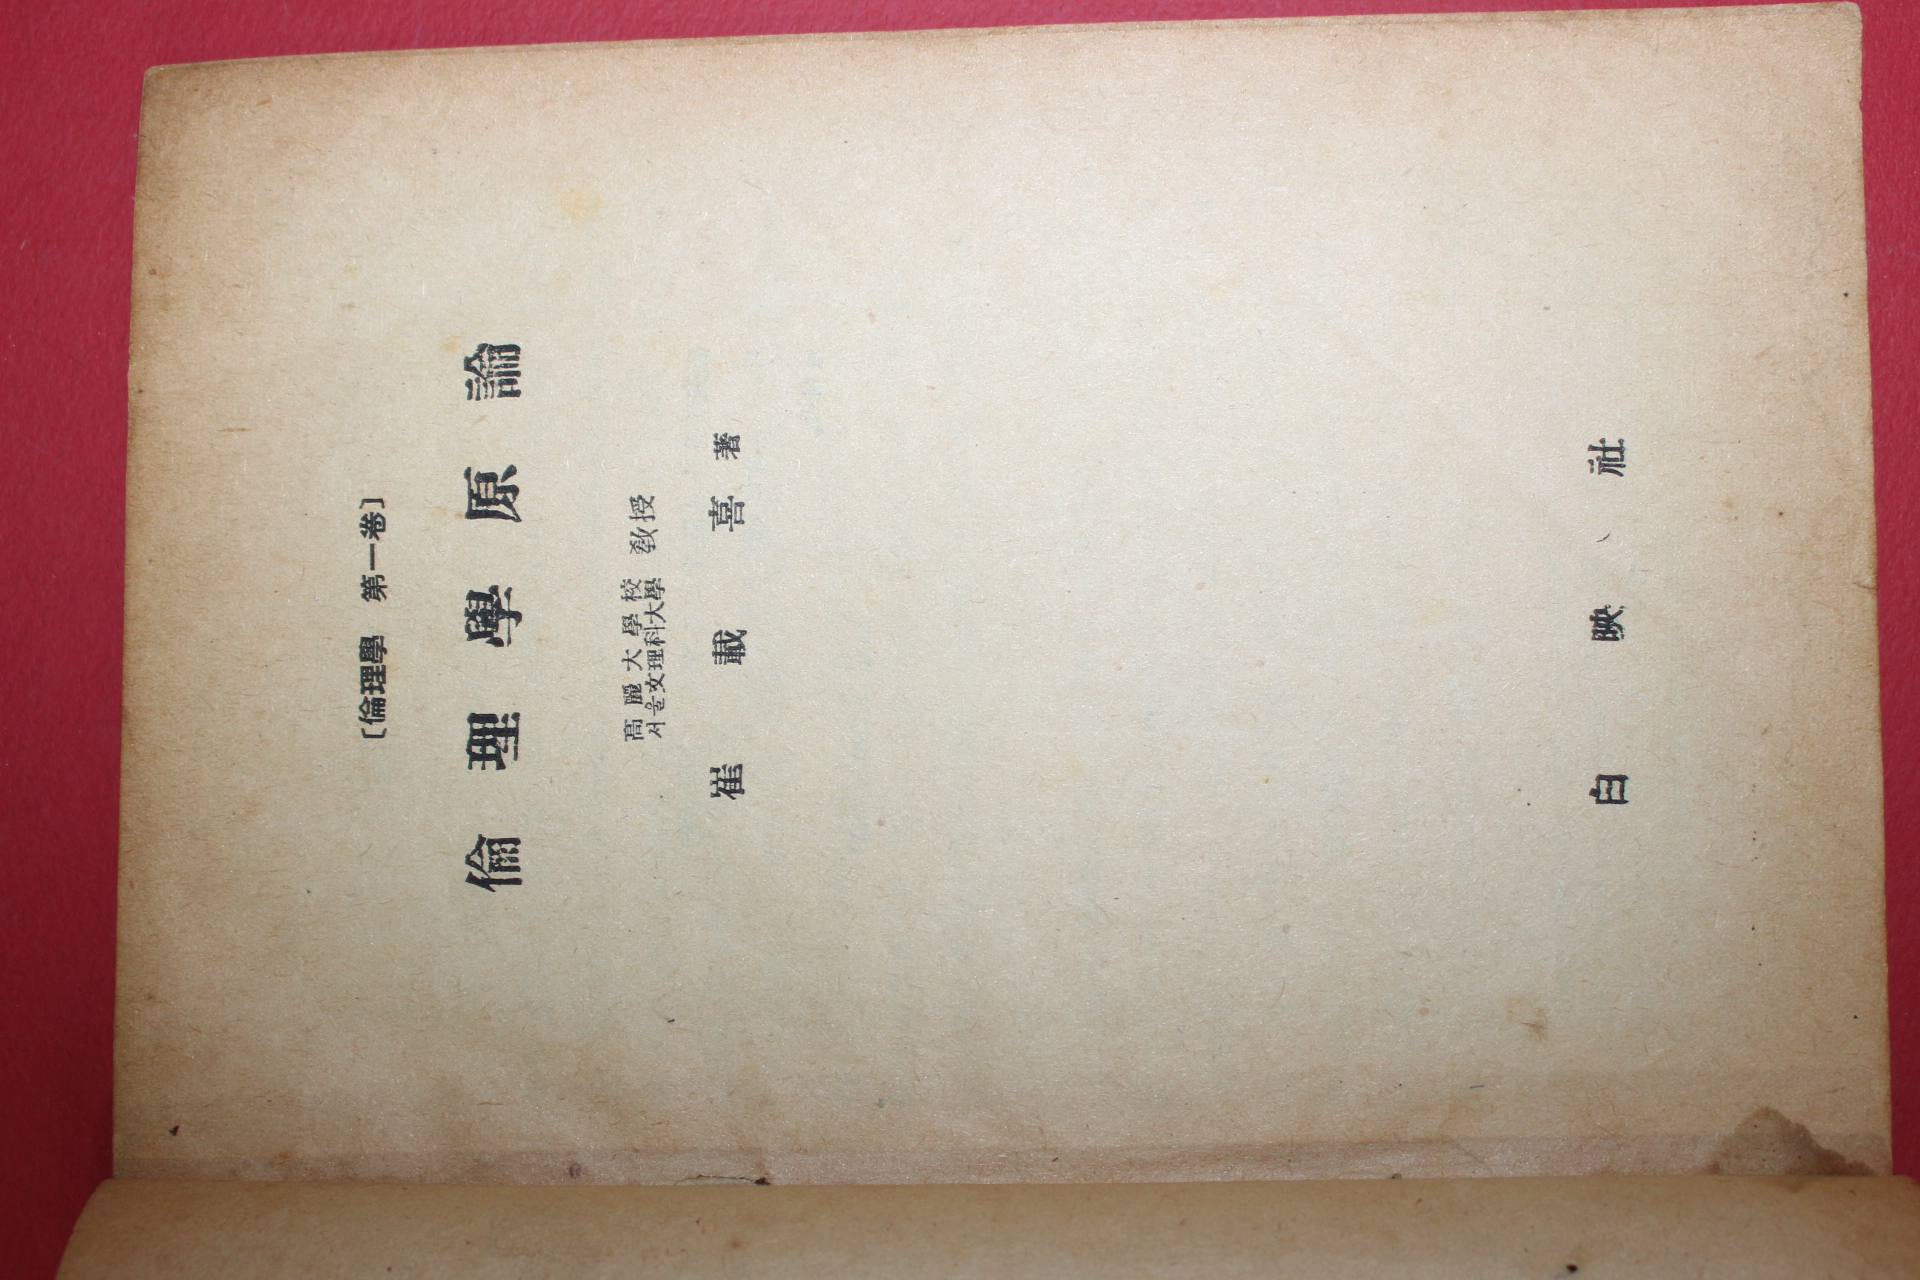 〔倫理學 第一卷〕
倫理學原論
高麗大學校
서울文理科大學 敎授
崔載喜 著
白映社